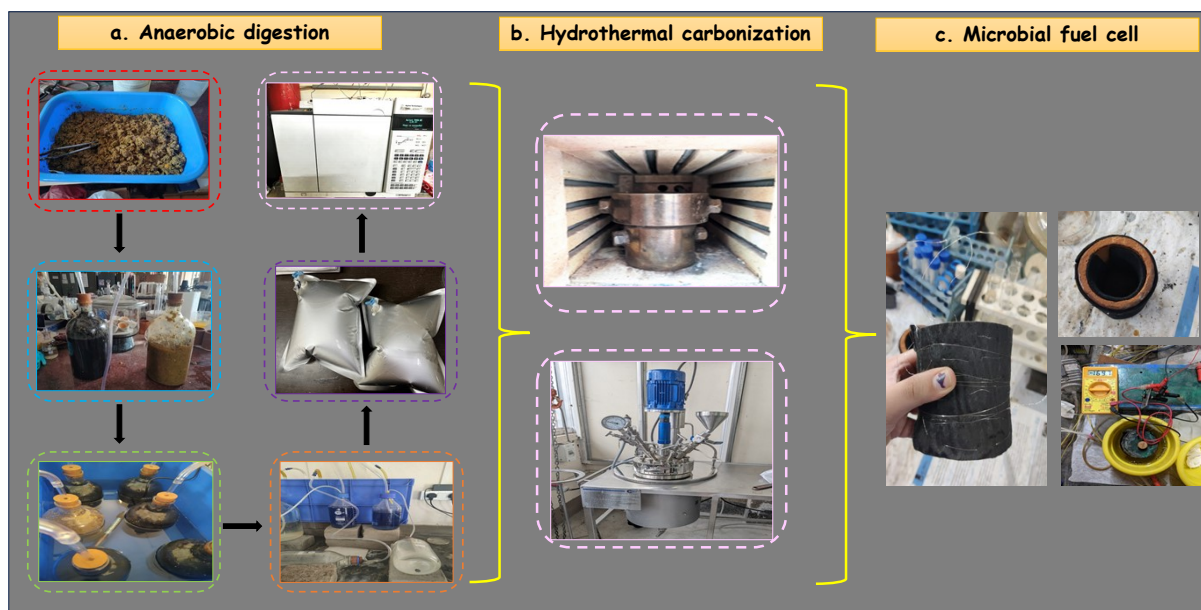 a. Anaerobic digestion
b. Hydrothermal carbonization
c. Microbial fuel cell